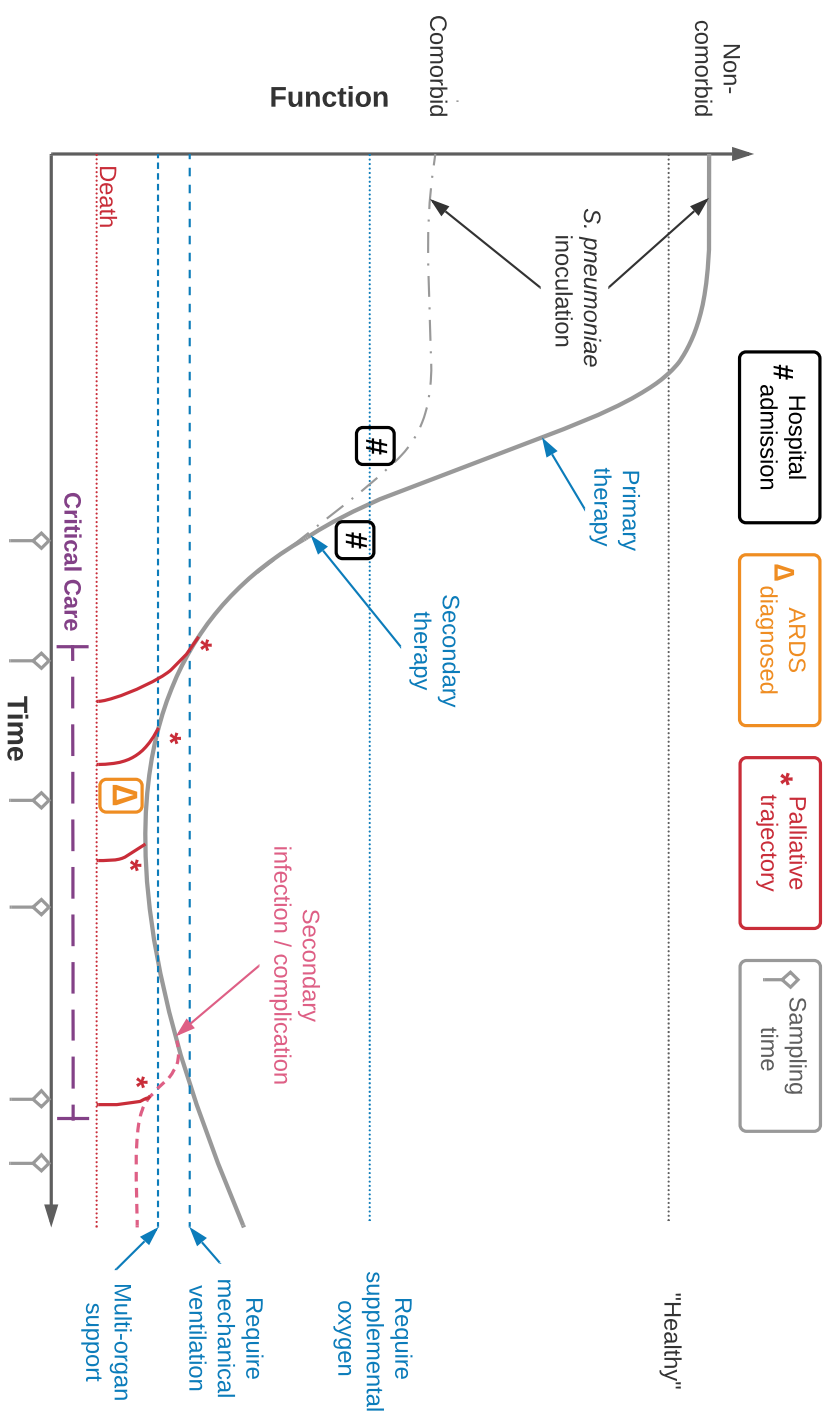 #
Hospital
admission
Δ
ARDS
diagnosed
*
Palliative
trajectory
Sampling
time
Non-
comorbid
Comorbid
Function
"Healthy"
S. pneumoniae
inoculation
Primary
therapy
#
#
Secondary
therapy
Require
supplemental
oxygen
Secondary
infection / complication
Require
mechanical
ventilation
Multi-organ
support
*
*
Δ
*
*
Death
Critical Care
Time